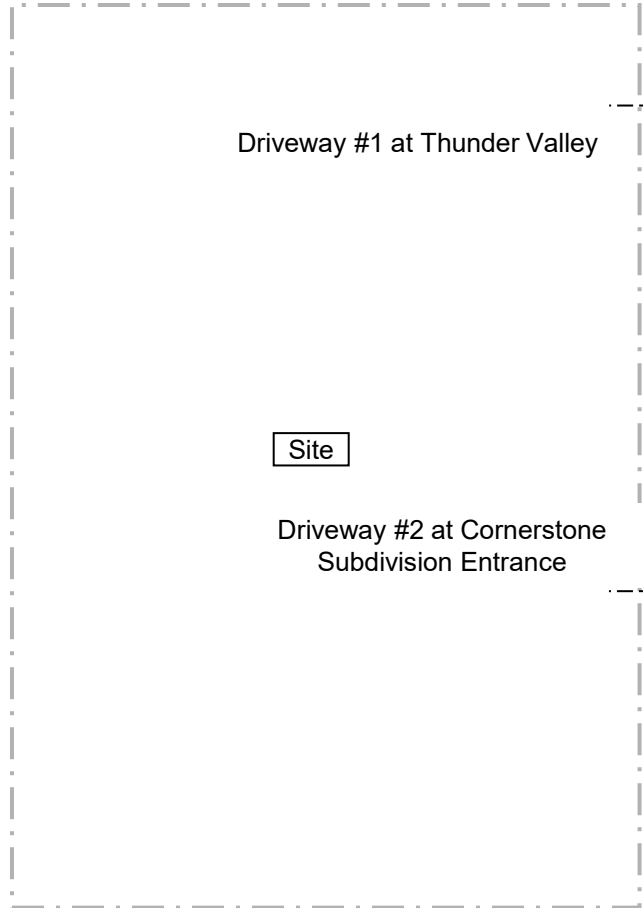 Driveway #1 at Thunder Valley
Site
Driveway #2 at Cornerstone
Subdivision Entrance